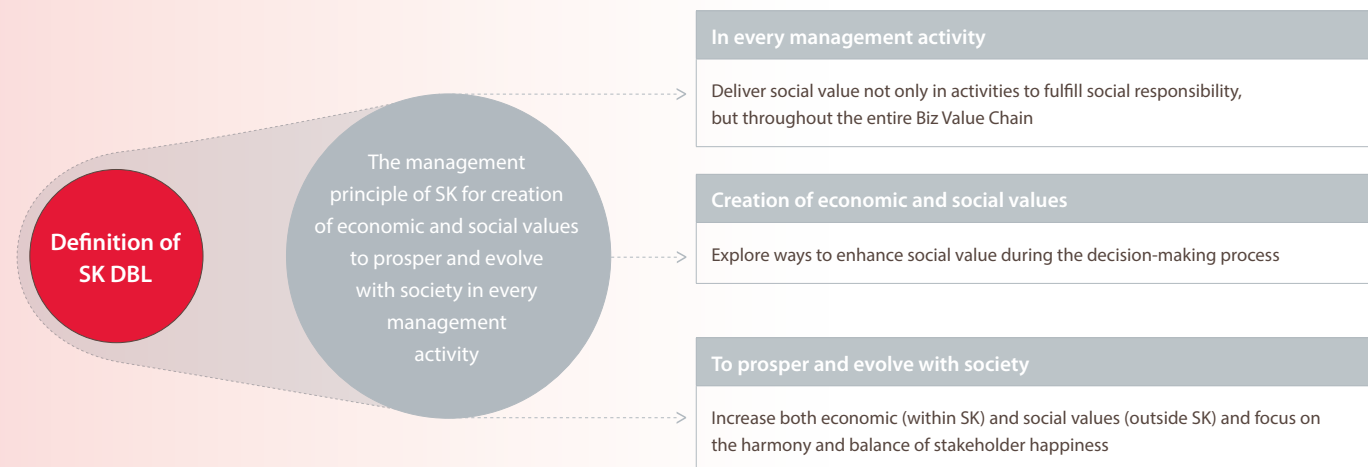 Definition of
SK DBL
The management
principle of SK for creation
of economic and social values
to prosper and evolve
with society in every
management
activity
In every management activity
Deliver social value not only in activities to fulfill social responsibility,
but throughout the entire Biz Value Chain
Creation of economic and social values
Explore ways to enhance social value during the decision-making process
To prosper and evolve with society
Increase both economic (within SK) and social values (outside SK) and focus on
the harmony and balance of stakeholder happiness